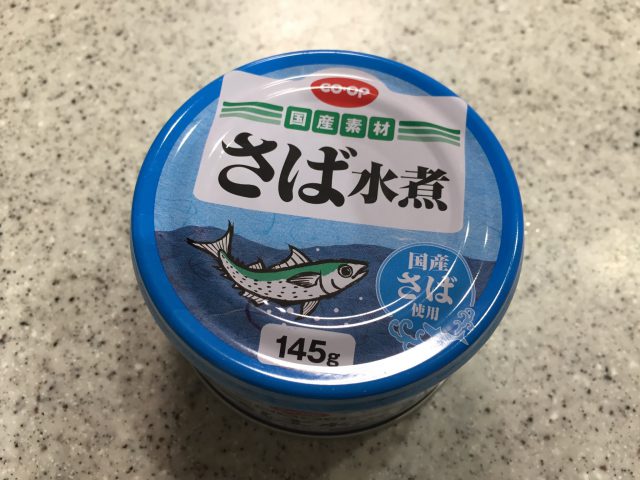 CO·OP
国産素材
さば水煮
国産
さば
使用
145g